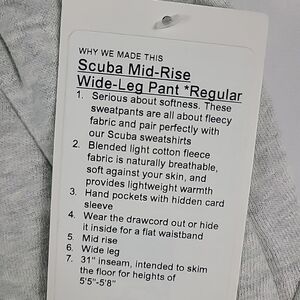 WHY WE MADE THIS
Scuba Mid-Rise
Wide-Leg Pant *Regular
1. Serious about softness. These
sweatpants are all about fleecy
fabric and pair perfectly with
our Scuba sweatshirts
2. Blended light cotton fleece
fabric is naturally breathable,
soft against your skin, and
provides lightweight warmth
3. Hand pockets with hidden card
sleeve
4. Wear the drawcord out or hide
it inside for a flat waistband
5. Mid rise
6. Wide leg
7. 31" inseam, intended to skim
the floor for heights of
5'5"-5'8"